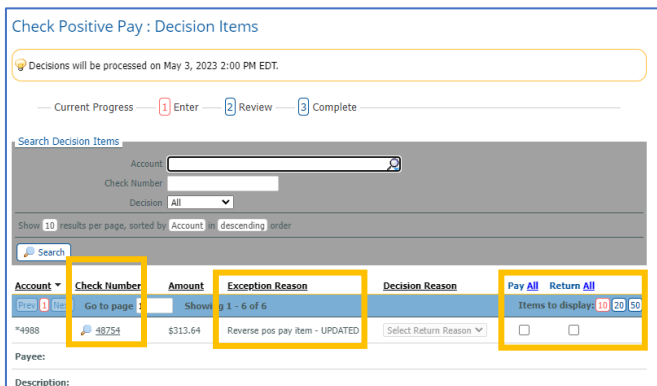 Check Positive Pay : Decision Items
Decisions will be processed on May 3, 2023 2:00 PM EDT.
Current Progress 1 Enter 2 Review 3 Complete
Search Decision Items
Account
Check Number
Decision All
Show 10 results per page, sorted by Account in descending order
Search
Account Check Number Amount Exception Reason Decision Reason Pay All Return All
Prev 1 Go to page 1 Showing 1 - 6 of 6 Items to display: 10 20 50
*4988 48754 $313.64 Reverse pos pay item - UPDATED Select Return Reason
Payee:
Description: